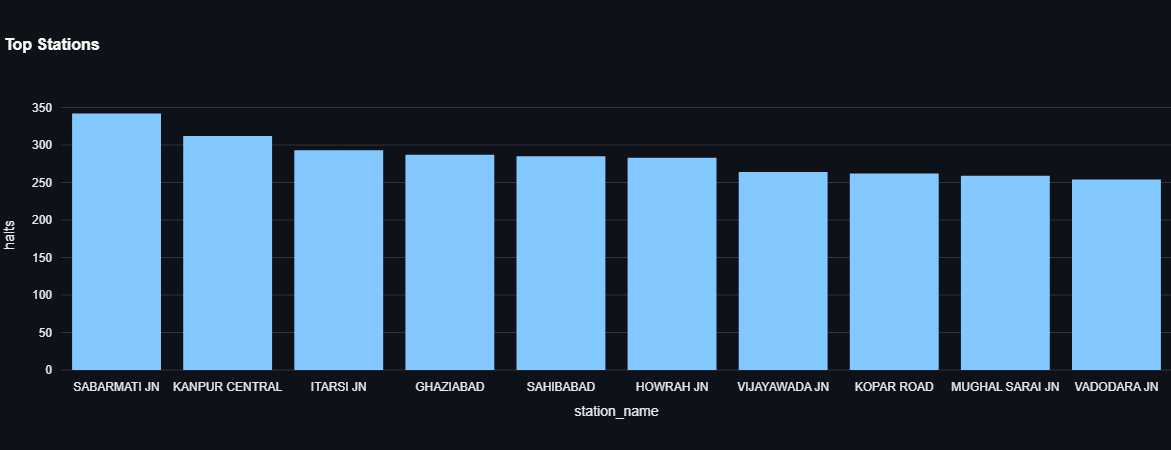 Top Stations
350
300
250
200
150
100
50
0
halts
SABARMATI JN KANPUR CENTRAL ITARSI JN GHAZIABAD SAHIBABAD HOWRAH JN VIJAYAWADA JN KOPAR ROAD MUGHAL SARAI JN VADODARA JN
station_name